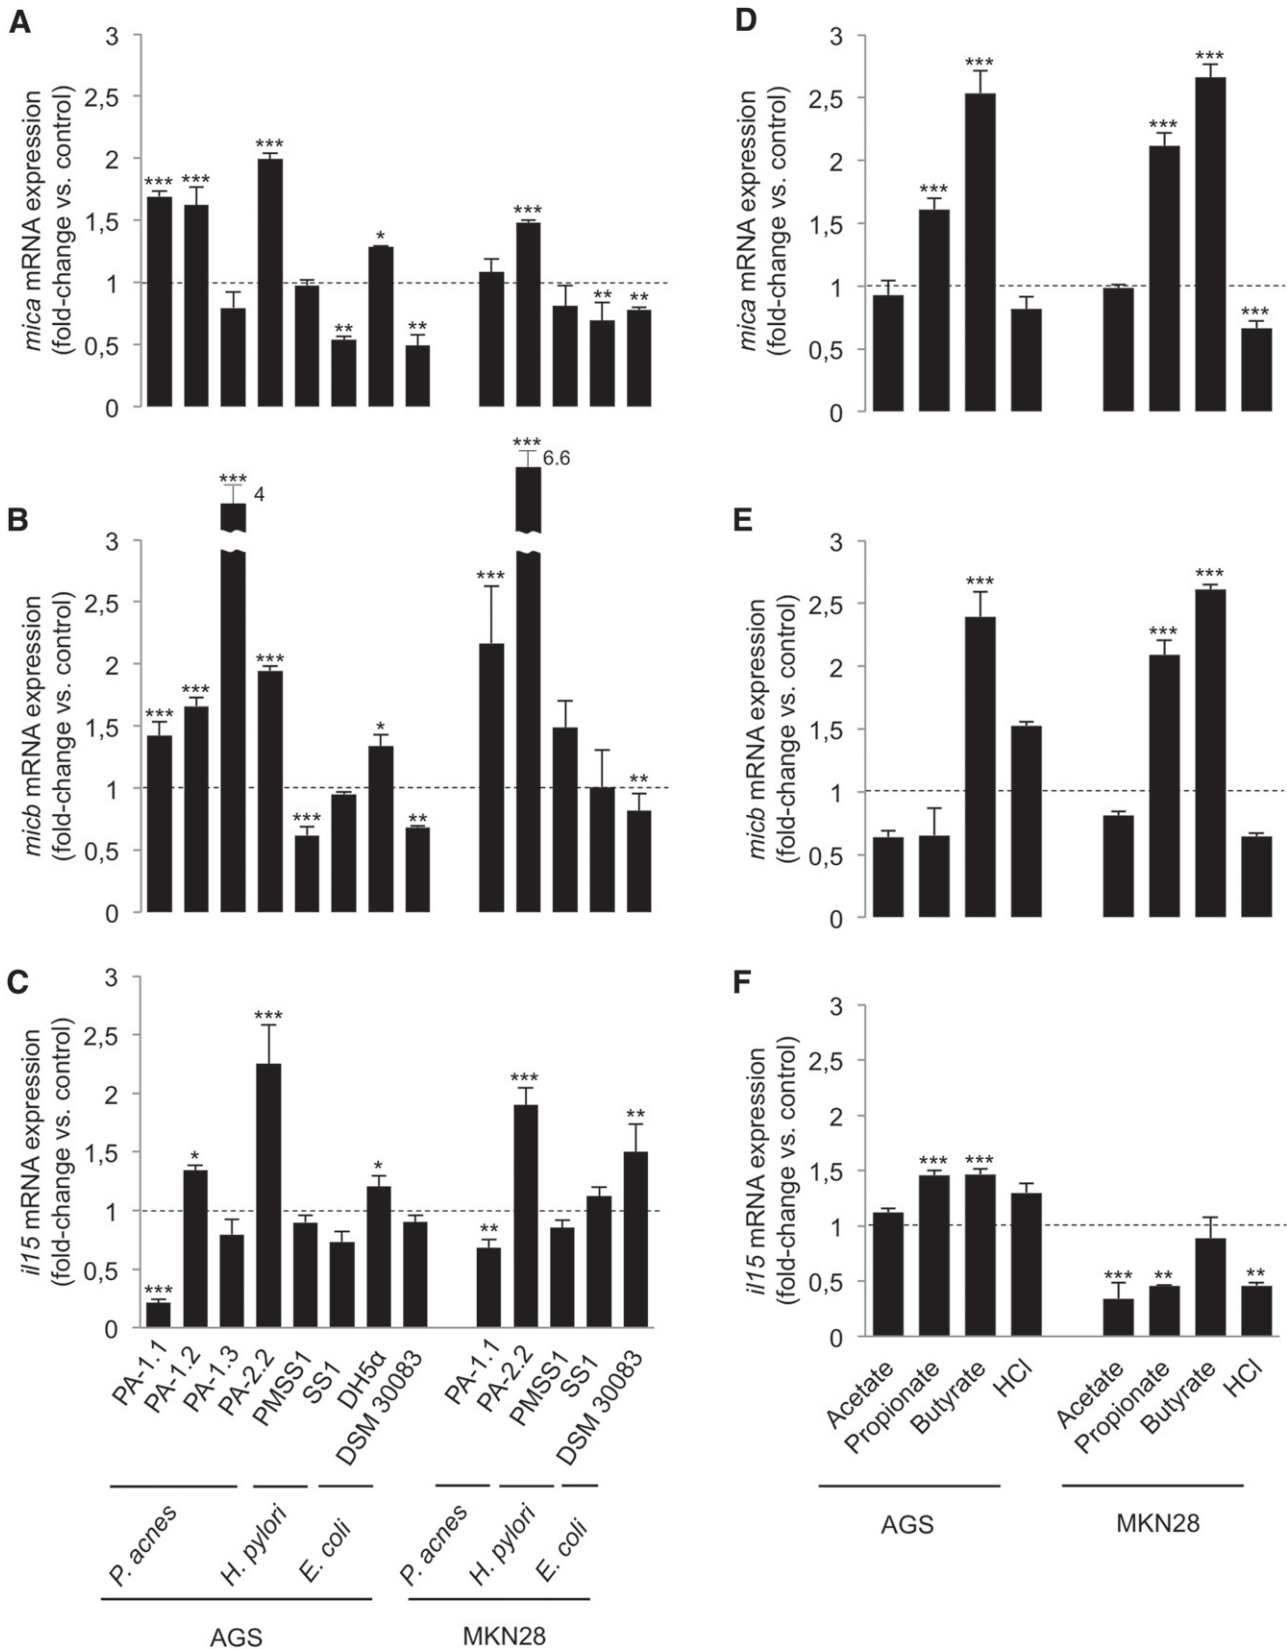 A
mica mRNA expression
(fold-change vs. control)
3
2,5
2
1,5
1
0,5
0
***
***
***
**
*
**
***
**
**
B
micb mRNA expression
(fold-change vs. control)
3
2,5
2
1,5
1
0,5
0
***
***
***
4
***
***
*
**
***
***
6.6
**
C
il15 mRNA expression
(fold-change vs. control)
3
2,5
2
1,5
1
0,5
0
***
*
***
*
**
***
**
PA-1.1
PA-1.2
PA-1.3
PA-2.2
PMSS1
SS1
DH5α
DSM 30083
PA-1.1
PA-2.2
PMSS1
SS1
DSM 30083
P. acnes
H. pylori
E. coli
P. acnes
H. pylori
E. coli
AGS
MKN28
D
mica mRNA expression
(fold-change vs. control)
3
2,5
2
1,5
1
0,5
0
***
***
***
***
***
E
micb mRNA expression
(fold-change vs. control)
3
2,5
2
1,5
1
0,5
0
***
***
***
F
il15 mRNA expression
(fold-change vs. control)
3
2,5
2
1,5
1
0,5
0
***
***
***
**
**
Acetate
Propionate
Butyrate
HCl
Acetate
Propionate
Butyrate
HCl
AGS
MKN28